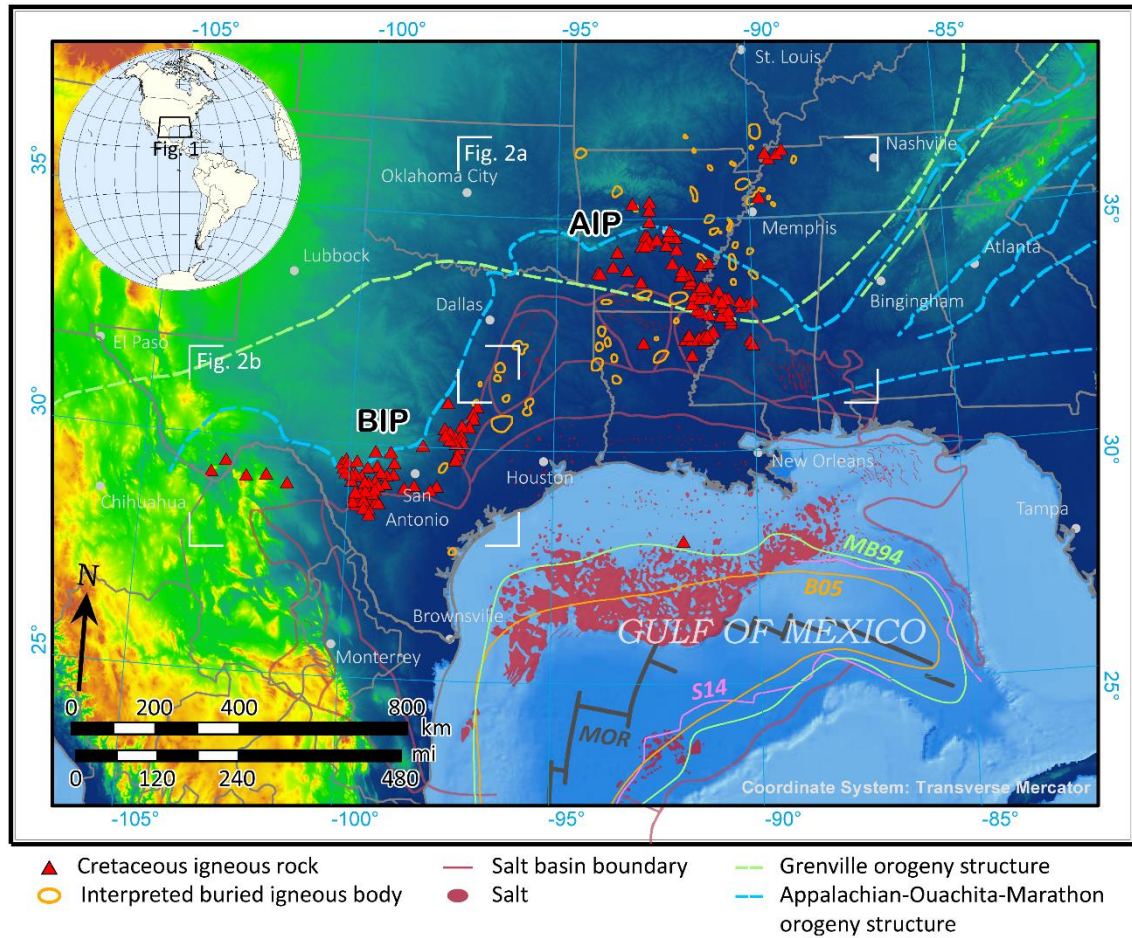 -105°
-100°
-95°
-90°
-85°
35°
30°
25°
35°
30°
25°
Fig. 1
St. Louis
Fig. 2a
Nashville
Oklahoma City
AIP
Memphis
Lubbock
Atlanta
Dallas
Bingingham
El Paso
Fig. 2b
BIP
New Orleans
Houston
Chihuahua
San
Antonio
Tampa
MB94
B05
Brownsville
GULF OF MEXICO
N
Monterrey
S14
MOR
0 200 400 800
km
mi
0 120 240 480
Coordinate System: Transverse Mercator
-105°
-100°
-95°
-90°
-85°
Cretaceous igneous rock
Interpreted buried igneous body
Salt basin boundary
Salt
Grenville orogeny structure
Appalachian-Ouachita-Marathon
orogeny structure